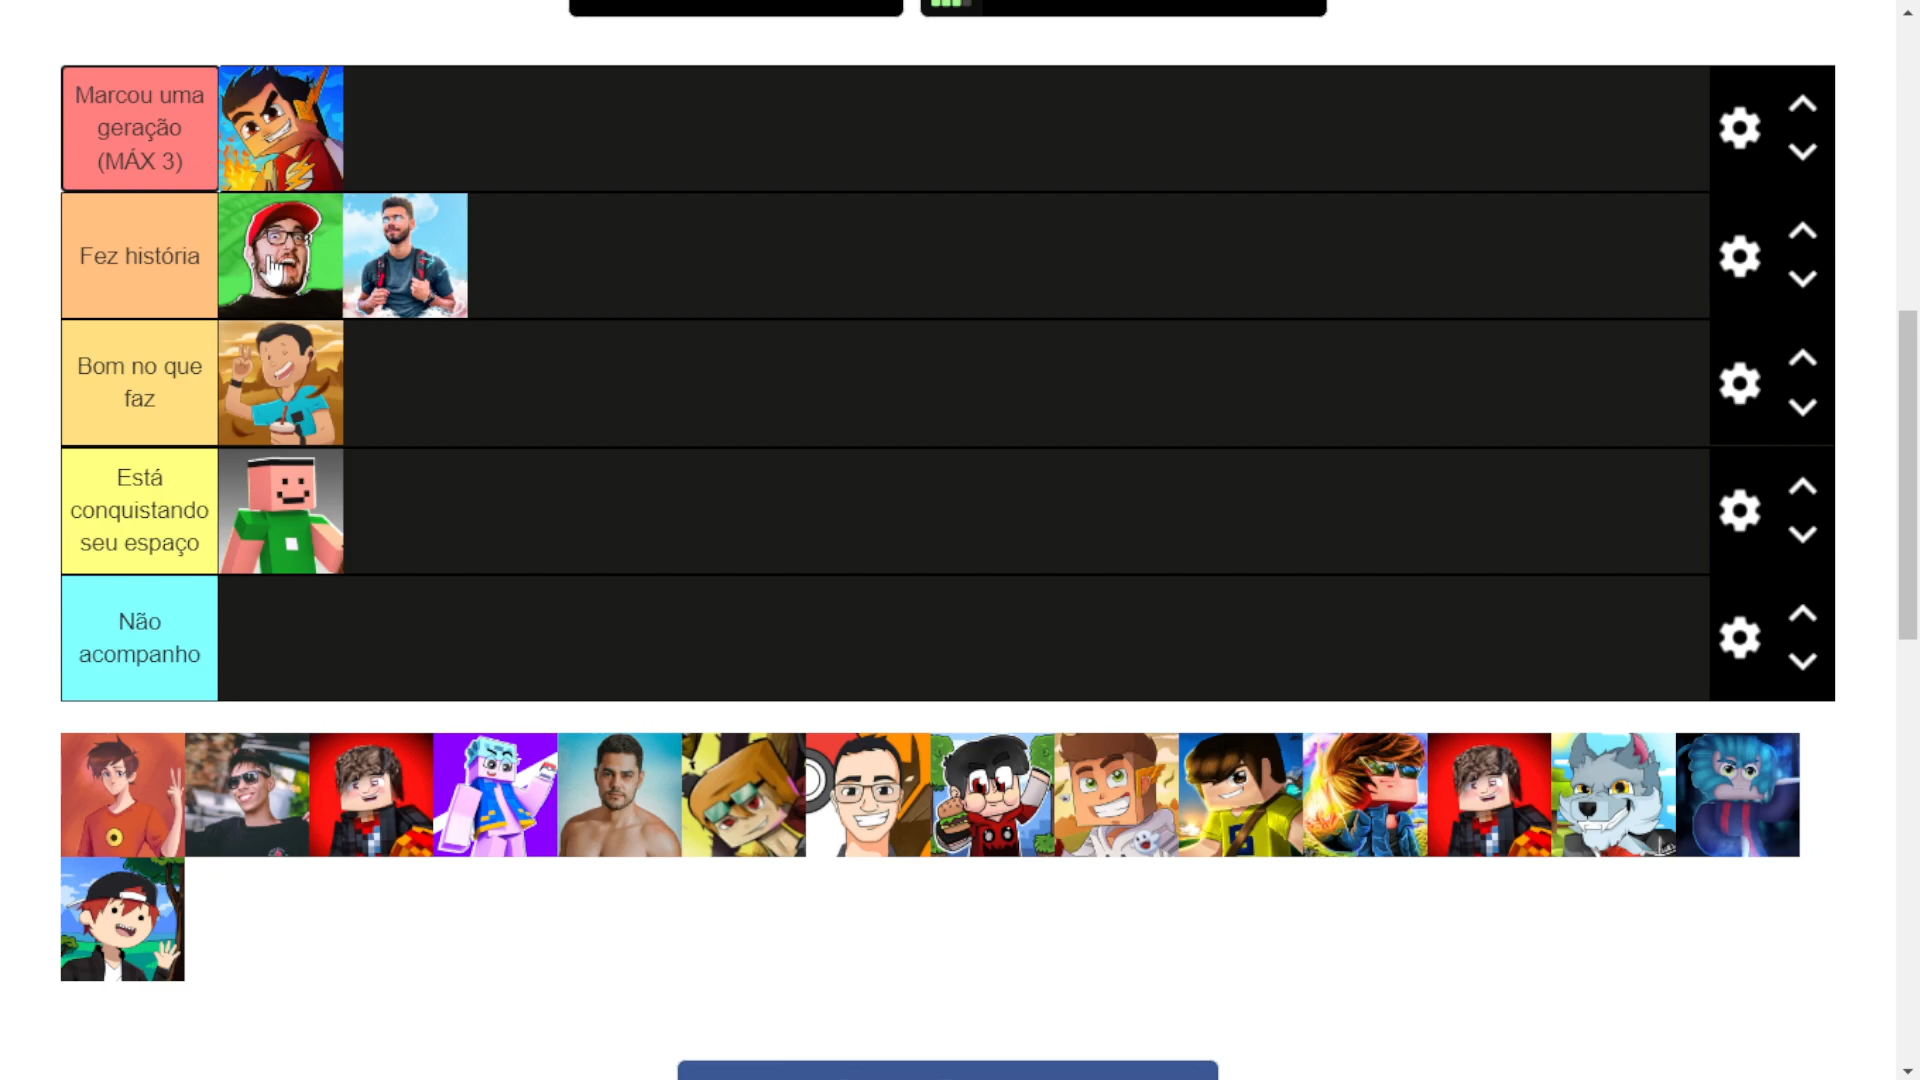 Marcou uma
geração
(MÁX 3)
Fez história
Bom no que
faz
Está
conquistando
seu espaço
Não
acompanho